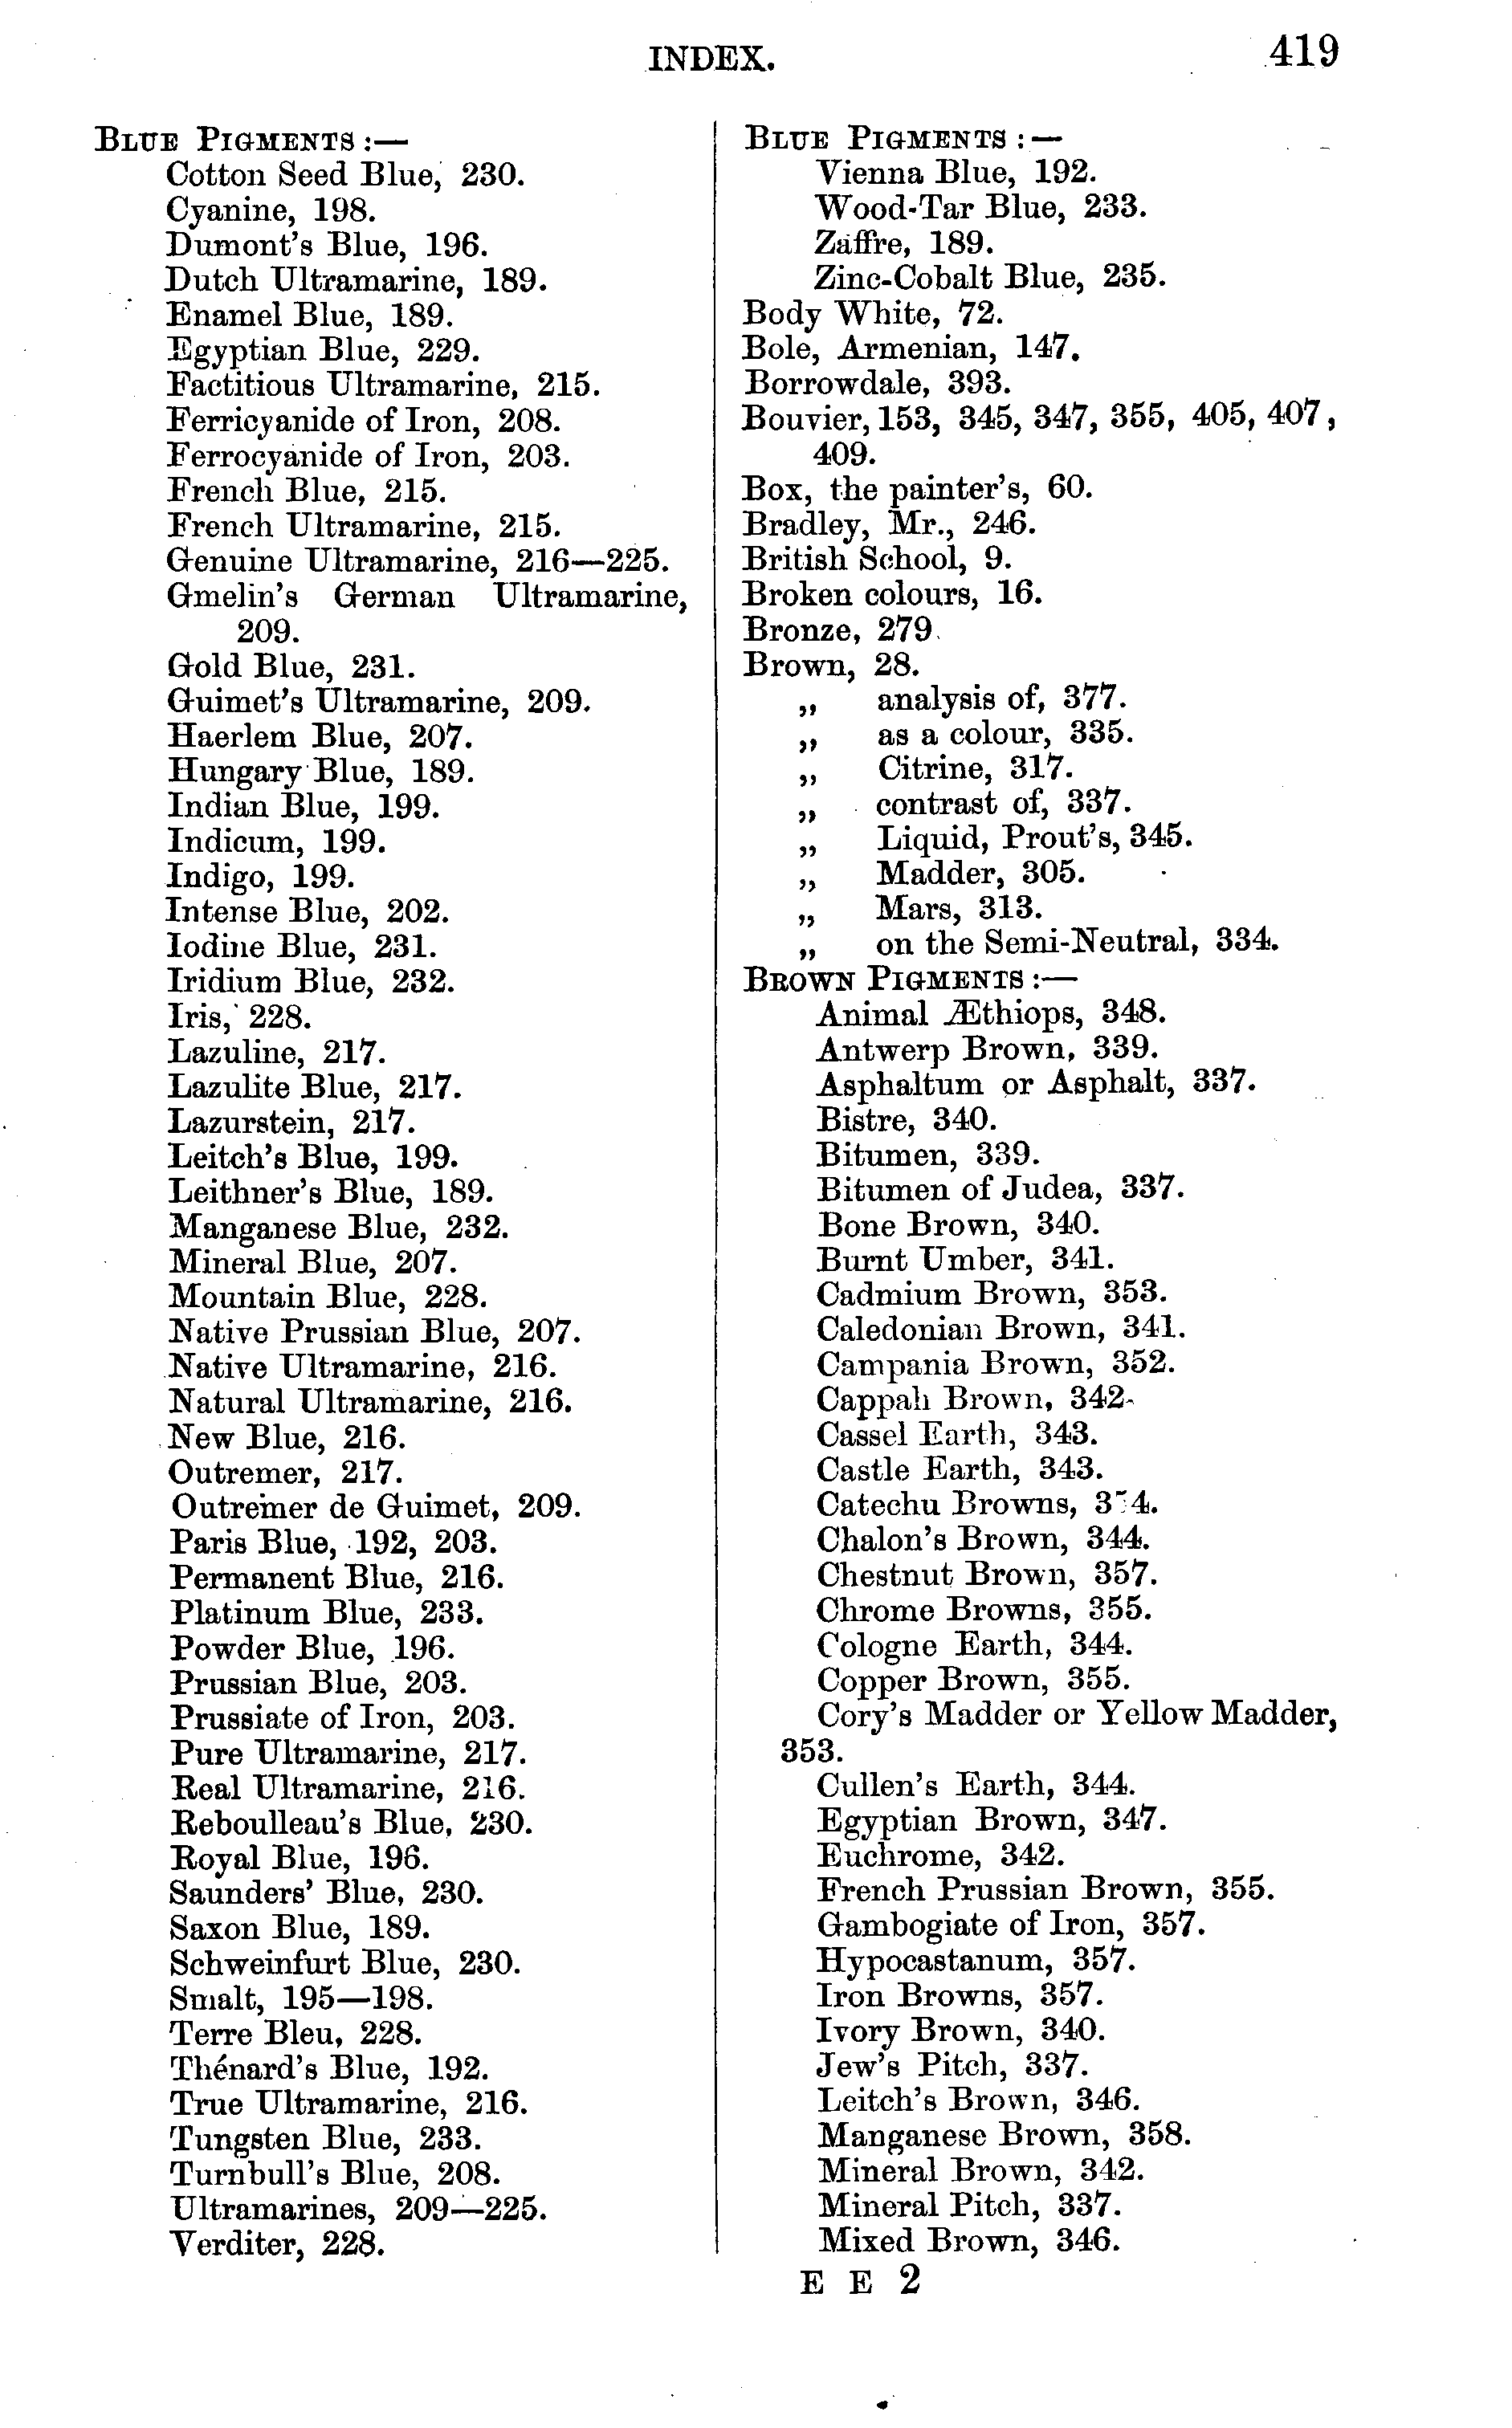 INDEX. 419
BLUE PIGMENTS :—
Cotton Seed Blue, 230.
Cyanine, 198.
Dumont's Blue, 196.
Dutch Ultramarine, 189.
Enamel Blue, 189.
Egyptian Blue, 229.
Factitious Ultramarine, 215.
Ferricyanide of Iron, 208.
Ferrocyanide of Iron, 203.
French Blue, 215.
French Ultramarine, 215.
Genuine Ultramarine, 216—225.
Gmelin's German Ultramarine,
209.
Gold Blue, 231.
Guimet's Ultramarine, 209.
Haerlem Blue, 207.
Hungary Blue, 189.
Indian Blue, 199.
Indicum, 199.
Indigo, 199.
Intense Blue, 202.
Iodine Blue, 231.
Iridium Blue, 232.
Iris, 228.
Lazuline, 217.
Lazulite Blue, 217.
Lazurstein, 217.
Leitch's Blue, 199.
Leithner's Blue, 189.
Manganese Blue, 232.
Mineral Blue, 207.
Mountain Blue, 228.
Native Prussian Blue, 207.
Native Ultramarine, 216.
Natural Ultramarine, 216.
New Blue, 216.
Outremer, 217.
Outremer de Guimet, 209.
Paris Blue, 192, 203.
Permanent Blue, 216.
Platinum Blue, 233.
Powder Blue, 196.
Prussian Blue, 203.
Prussiate of Iron, 203.
Pure Ultramarine, 217.
Real Ultramarine, 216.
Reboulleau's Blue, 230.
Royal Blue, 196.
Saunders' Blue, 230.
Saxon Blue, 189.
Schweinfurt Blue, 230.
Smalt, 195—198.
Terre Bleu, 228.
Thénard's Blue, 192.
True Ultramarine, 216.
Tungsten Blue, 233.
Turnbull's Blue, 208.
Ultramarines, 209—225.
Verditer, 228.
BLUE PIGMENTS :—
Vienna Blue, 192.
Wood-Tar Blue, 233.
Zaffre, 189.
Zinc-Cobalt Blue, 235.
Body White, 72.
Bole, Armenian, 147.
Borrowdale, 393.
Bouvier, 153, 345, 347, 355, 405, 407,
409.
Box, the painter's, 60.
Bradley, Mr., 246.
British School, 9.
Broken colours, 16.
Bronze, 279.
Brown, 28.
„ analysis of, 377.
„ as a colour, 335.
„ Citrine, 317.
„ contrast of, 337.
„ Liquid, Prout's, 345.
„ Madder, 305.
„ Mars, 313.
„ on the Semi-Neutral, 334.
BROWN PIGMENTS :—
Animal Æthiops, 348.
Antwerp Brown, 339.
Asphaltum or Asphalt, 337.
Bistre, 340.
Bitumen, 339.
Bitumen of Judea, 337.
Bone Brown, 340.
Burnt Umber, 341.
Cadmium Brown, 353.
Caledonian Brown, 341.
Campania Brown, 352.
Cappah Brown, 342.
Cassel Earth, 343.
Castle Earth, 343.
Catechu Browns,
Chalon's Brown, 344.
Chestnut Brown, 357.
Chrome Browns, 355.
Cologne Earth, 344.
Copper Brown, 355.
Cory's Madder or Yellow Madder,
353.
Cullen's Earth, 344.
Egyptian Brown, 347.
Euchrome, 342.
French Prussian Brown, 355.
Gambogiate of Iron, 357.
Hypocastanum, 357.
Iron Browns, 357.
Ivory Brown, 340.
Jew's Pitch, 337.
Leitch's Brown, 346.
Manganese Brown, 358.
Mineral Brown, 342.
Mineral Pitch, 337.
Mixed Brown, 346.
E E 2